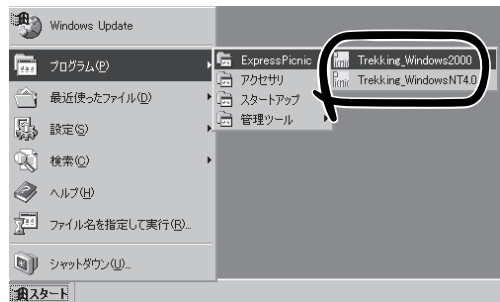 Windows Update
プログラム(P)
最近使ったファイル(D)
設定(S)
検索(C)
ヘルプ(H)
ファイル名を指定して実行(R)...
シャットダウン(U)...
スタート
ExpressPicnic
アクセサリ
スタートアップ
管理ツール
Trekking_Windows2000
Trekking_WindowsNT4.0